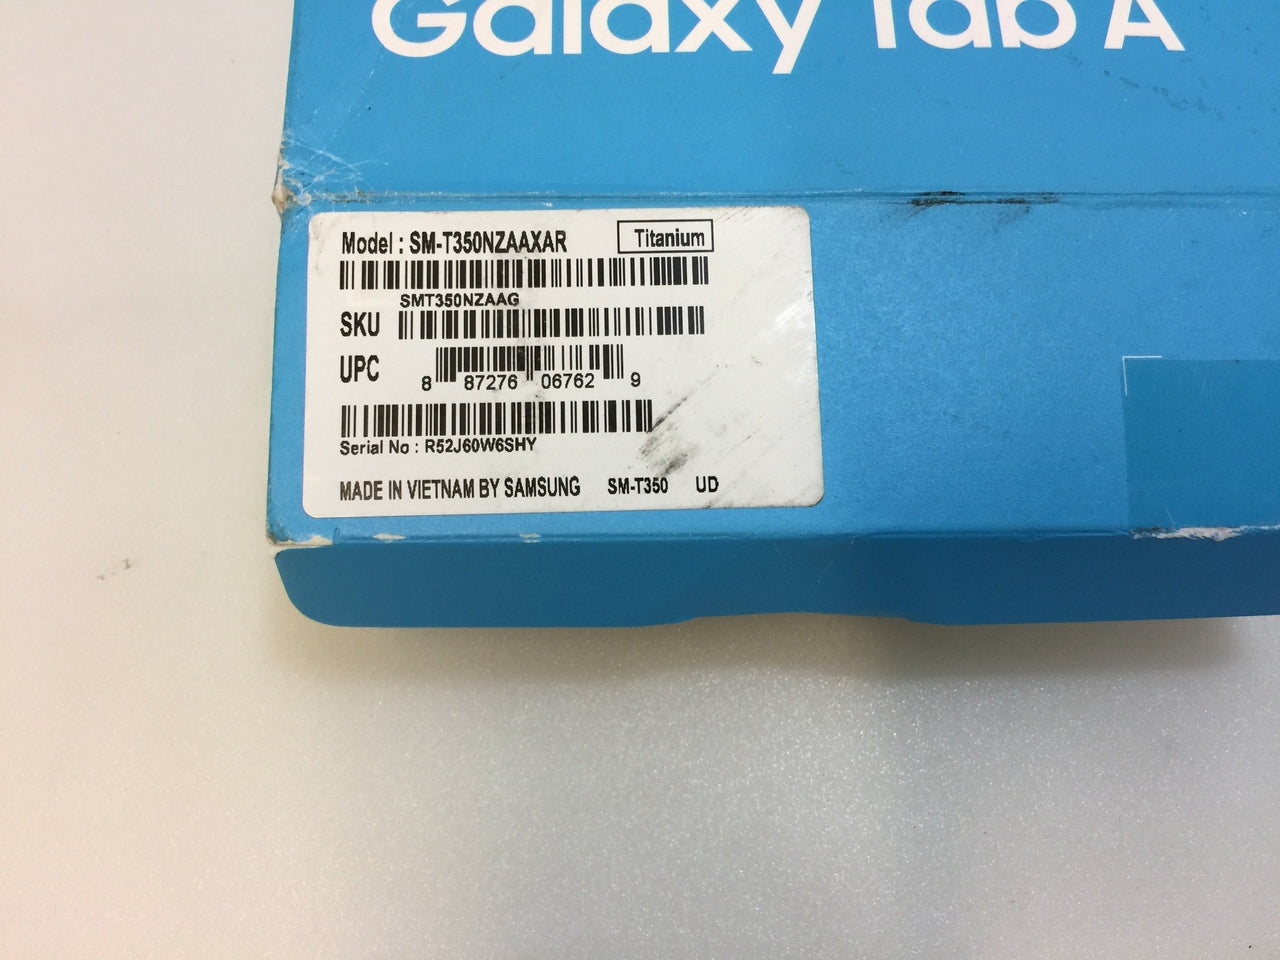 Galaxy Tab A
Model : SM-T350NZAAXAR Titanium
SMT350NZAAG
SKU
UPC
8 87276 06762 9
Serial No : R52J60W6SHY
MADE IN VIETNAM BY SAMSUNG SM-T350 UD